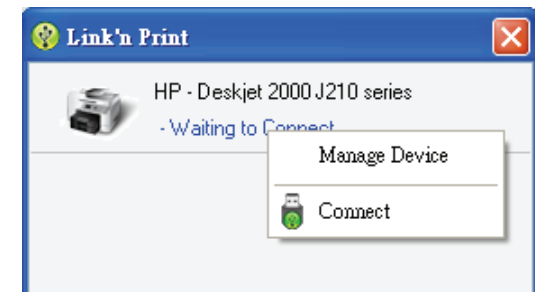 Link'n Print
HP - Deskjet 2000 J210 series
- Waiting to Connect
Manage Device
Connect